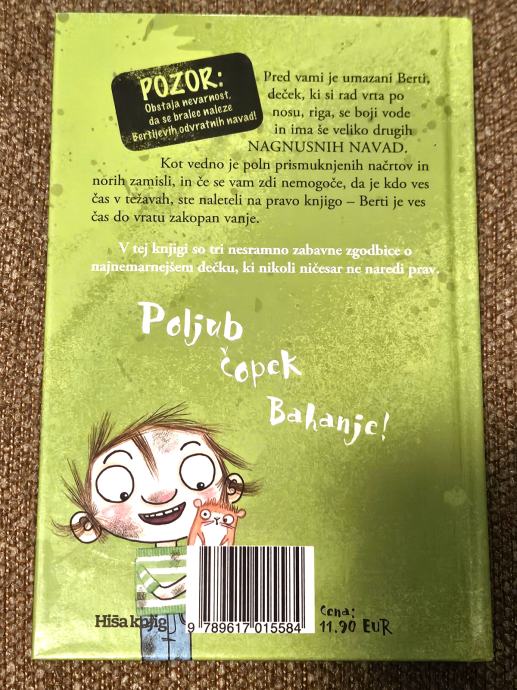 POZOR:
Obstaja nevarnost,
da se bralec naleze
Bertijevih odvratnih navad!
Pred vami je umazani Berti,
deček, ki si rad vrta po
nosu, riga, se boji vode
in ima še veliko drugih
NAGNUSNIH NAVAD.
Kot vedno je poln prismuknjenih načrtov in
norih zamisli, in če se vam zdi nemogoče, da je kdo ves
čas v težavah, ste naleteli na pravo knjigo – Berti je ves
čas do vratu zakopan vanje.
V tej knjigi so tri nesramno zabavne zgodbice o
najnemarnejšem dečku, ki nikoli ničesar ne naredi prav.
Poljub
čopek
Bahanje!
Hiša knjig
9 789617 015584
Cena:
11.90 EUR